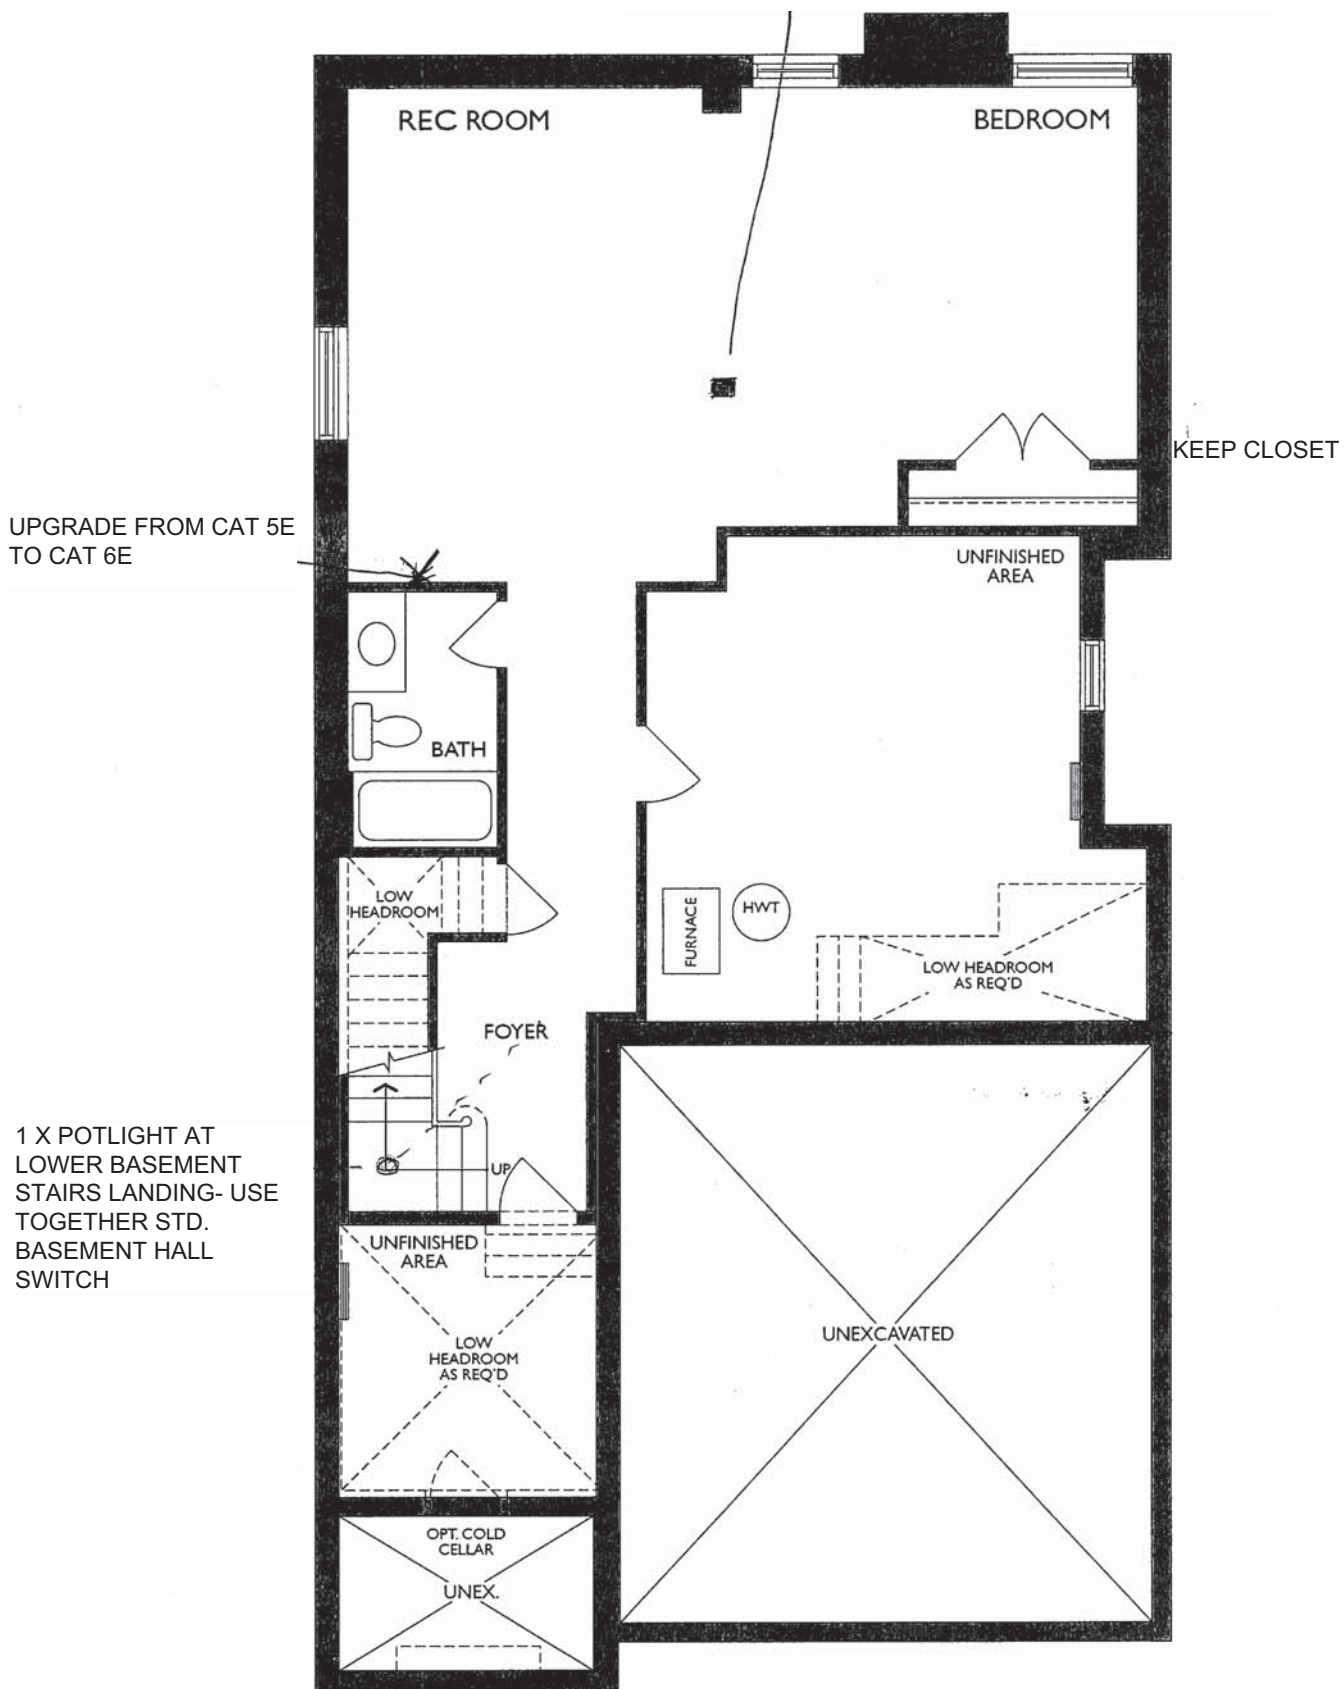 REC ROOM
BEDROOM
KEEP CLOSET
UPGRADE FROM CAT 5E
TO CAT 6E
UNFINISHED
AREA
BATH
LOW
HEADROOM
FURNACE
HWT
LOW HEADROOM
AS REQ'D
FOYER
1 X POTLIGHT AT
LOWER BASEMENT
STAIRS LANDING- USE
TOGETHER STD.
BASEMENT HALL
SWITCH
UP
UNFINISHED
AREA
LOW
HEADROOM
AS REQ'D
UNEXCAVATED
OPT. COLD
CELLAR
UNEX.